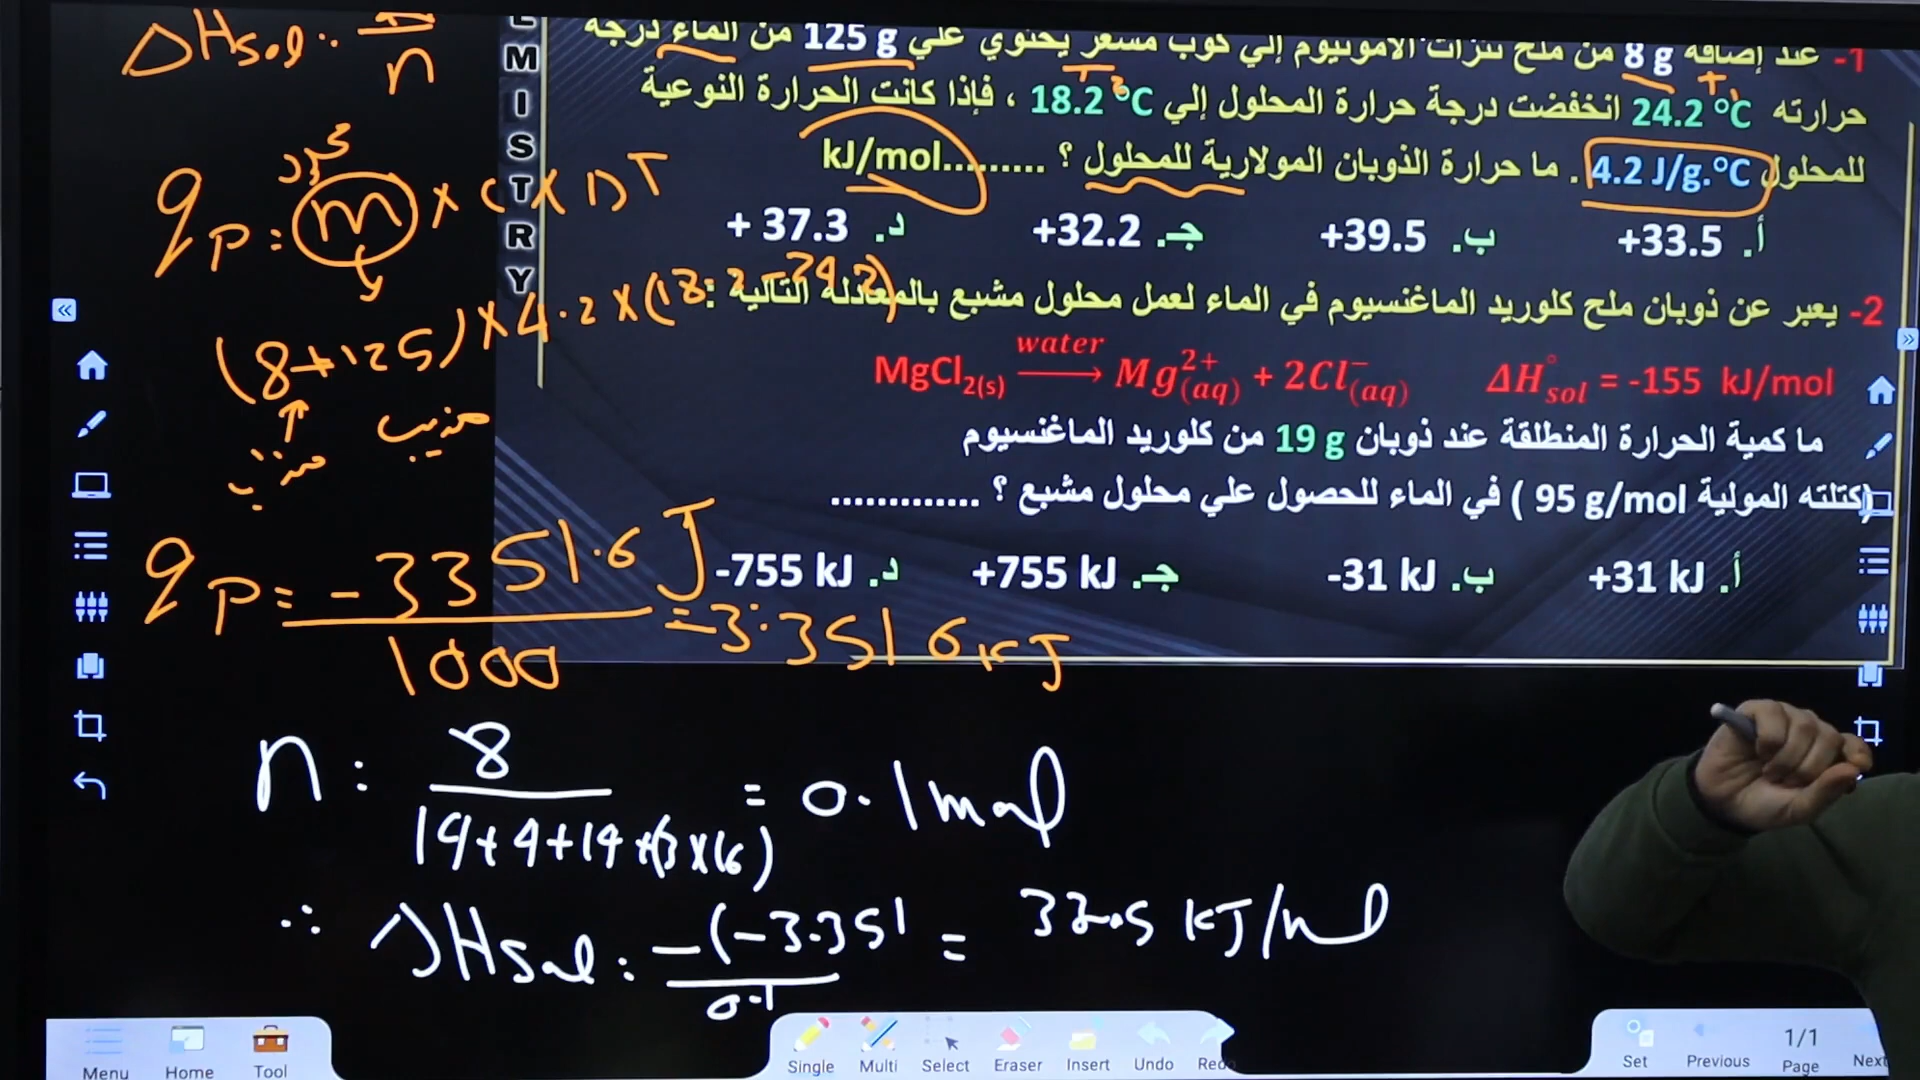 ΔHsol:
n
E
M
I
S
T
R
Y
1- عند إضافة 8 g من ملح نترات الأمونيوم إلي كوب مسعر يحتوي علي 125 g من الماء درجة
حرارته 24.2 °C انخفضت درجة حرارة المحلول إلي 18.2 °C ، فإذا كانت الحرارة النوعية
للمحلول 4.2 J/g.°C . ما حرارة الذوبان المولارية للمحلول ؟ ..........kJ/mol
أ. +33.5 ب. +39.5 جـ. +32.2 د. + 37.3
2- يعبر عن ذوبان ملح كلوريد الماغنسيوم في الماء لعمل محلول مشبع بالمعادلة التالية :
MgCl2(s) water → Mg2+(aq) + 2Cl−(aq) ΔH°sol = -155 kJ/mol
ما كمية الحرارة المنطلقة عند ذوبان 19 g من كلوريد الماغنسيوم
(كتلته المولية 95 g/mol ) في الماء للحصول علي محلول مشبع ؟ .............
أ. +31 kJ ب. -31 kJ جـ. +755 kJ د. -755 kJ
qp: m × C × ΔT
(8+125) × 4.2 × (18.2-24.2)
مذيب
qp = -3351.6 J
1000
= -3.3516 kJ
n: 8
14+4+14+(3×16) = 0.1 mol
∴ ΔHsol: -(-3.351
0.1
= 33.5 kJ/mol
Menu Home Tool
Single Multi Select Eraser Insert Undo Redo
Set Previous 1/1 Page Next